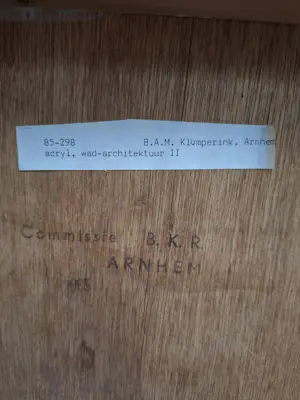 85-298 B.A.M. Klumperink, Arnhem
acryl, wad-architektuur II
Commissie B.K.R.
ARNHEM